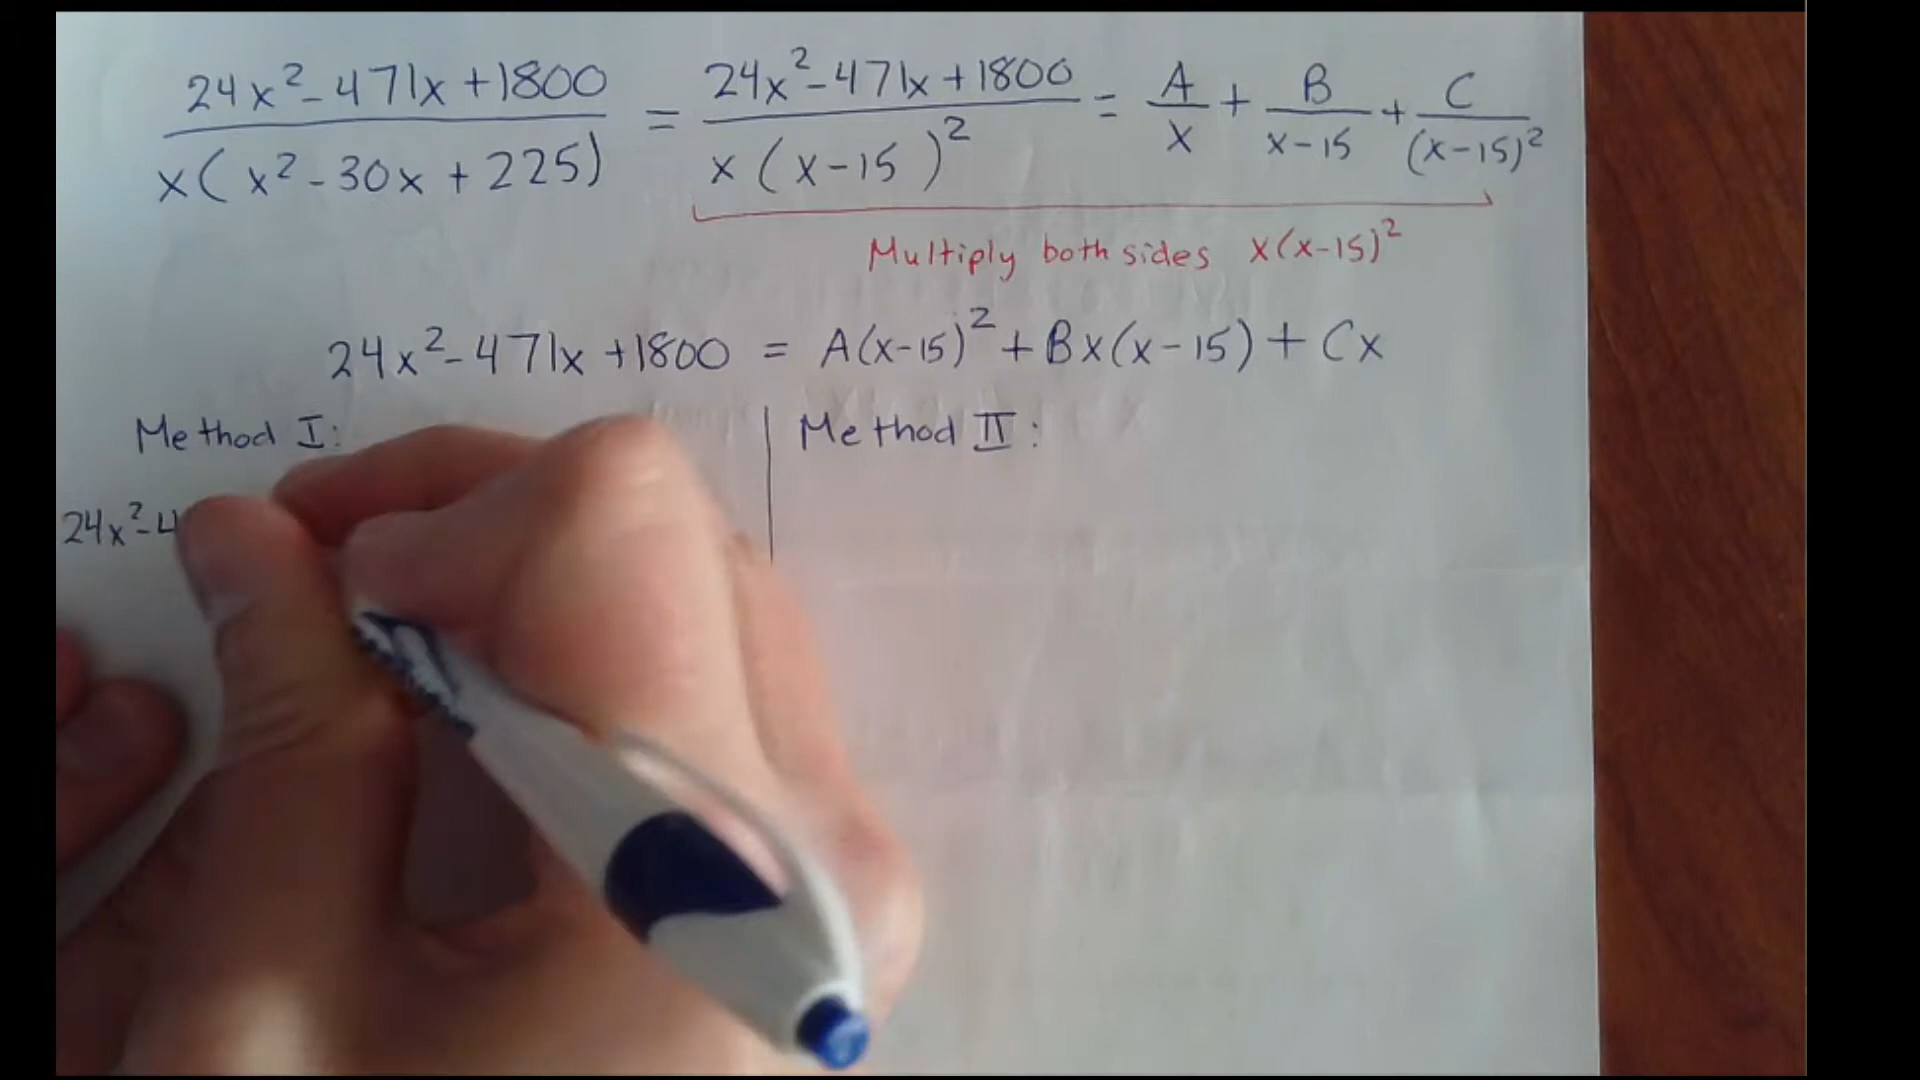 24x²-471x+1800 / x(x²-30x+225) = 24x²-471x+1800 / x(x-15)² = A/x + B/x-15 + C/(x-15)²
Multiply both sides x(x-15)²
24x²-471x+1800 = A(x-15)²+Bx(x-15)+Cx
Method I:
Method II:
24x²-4